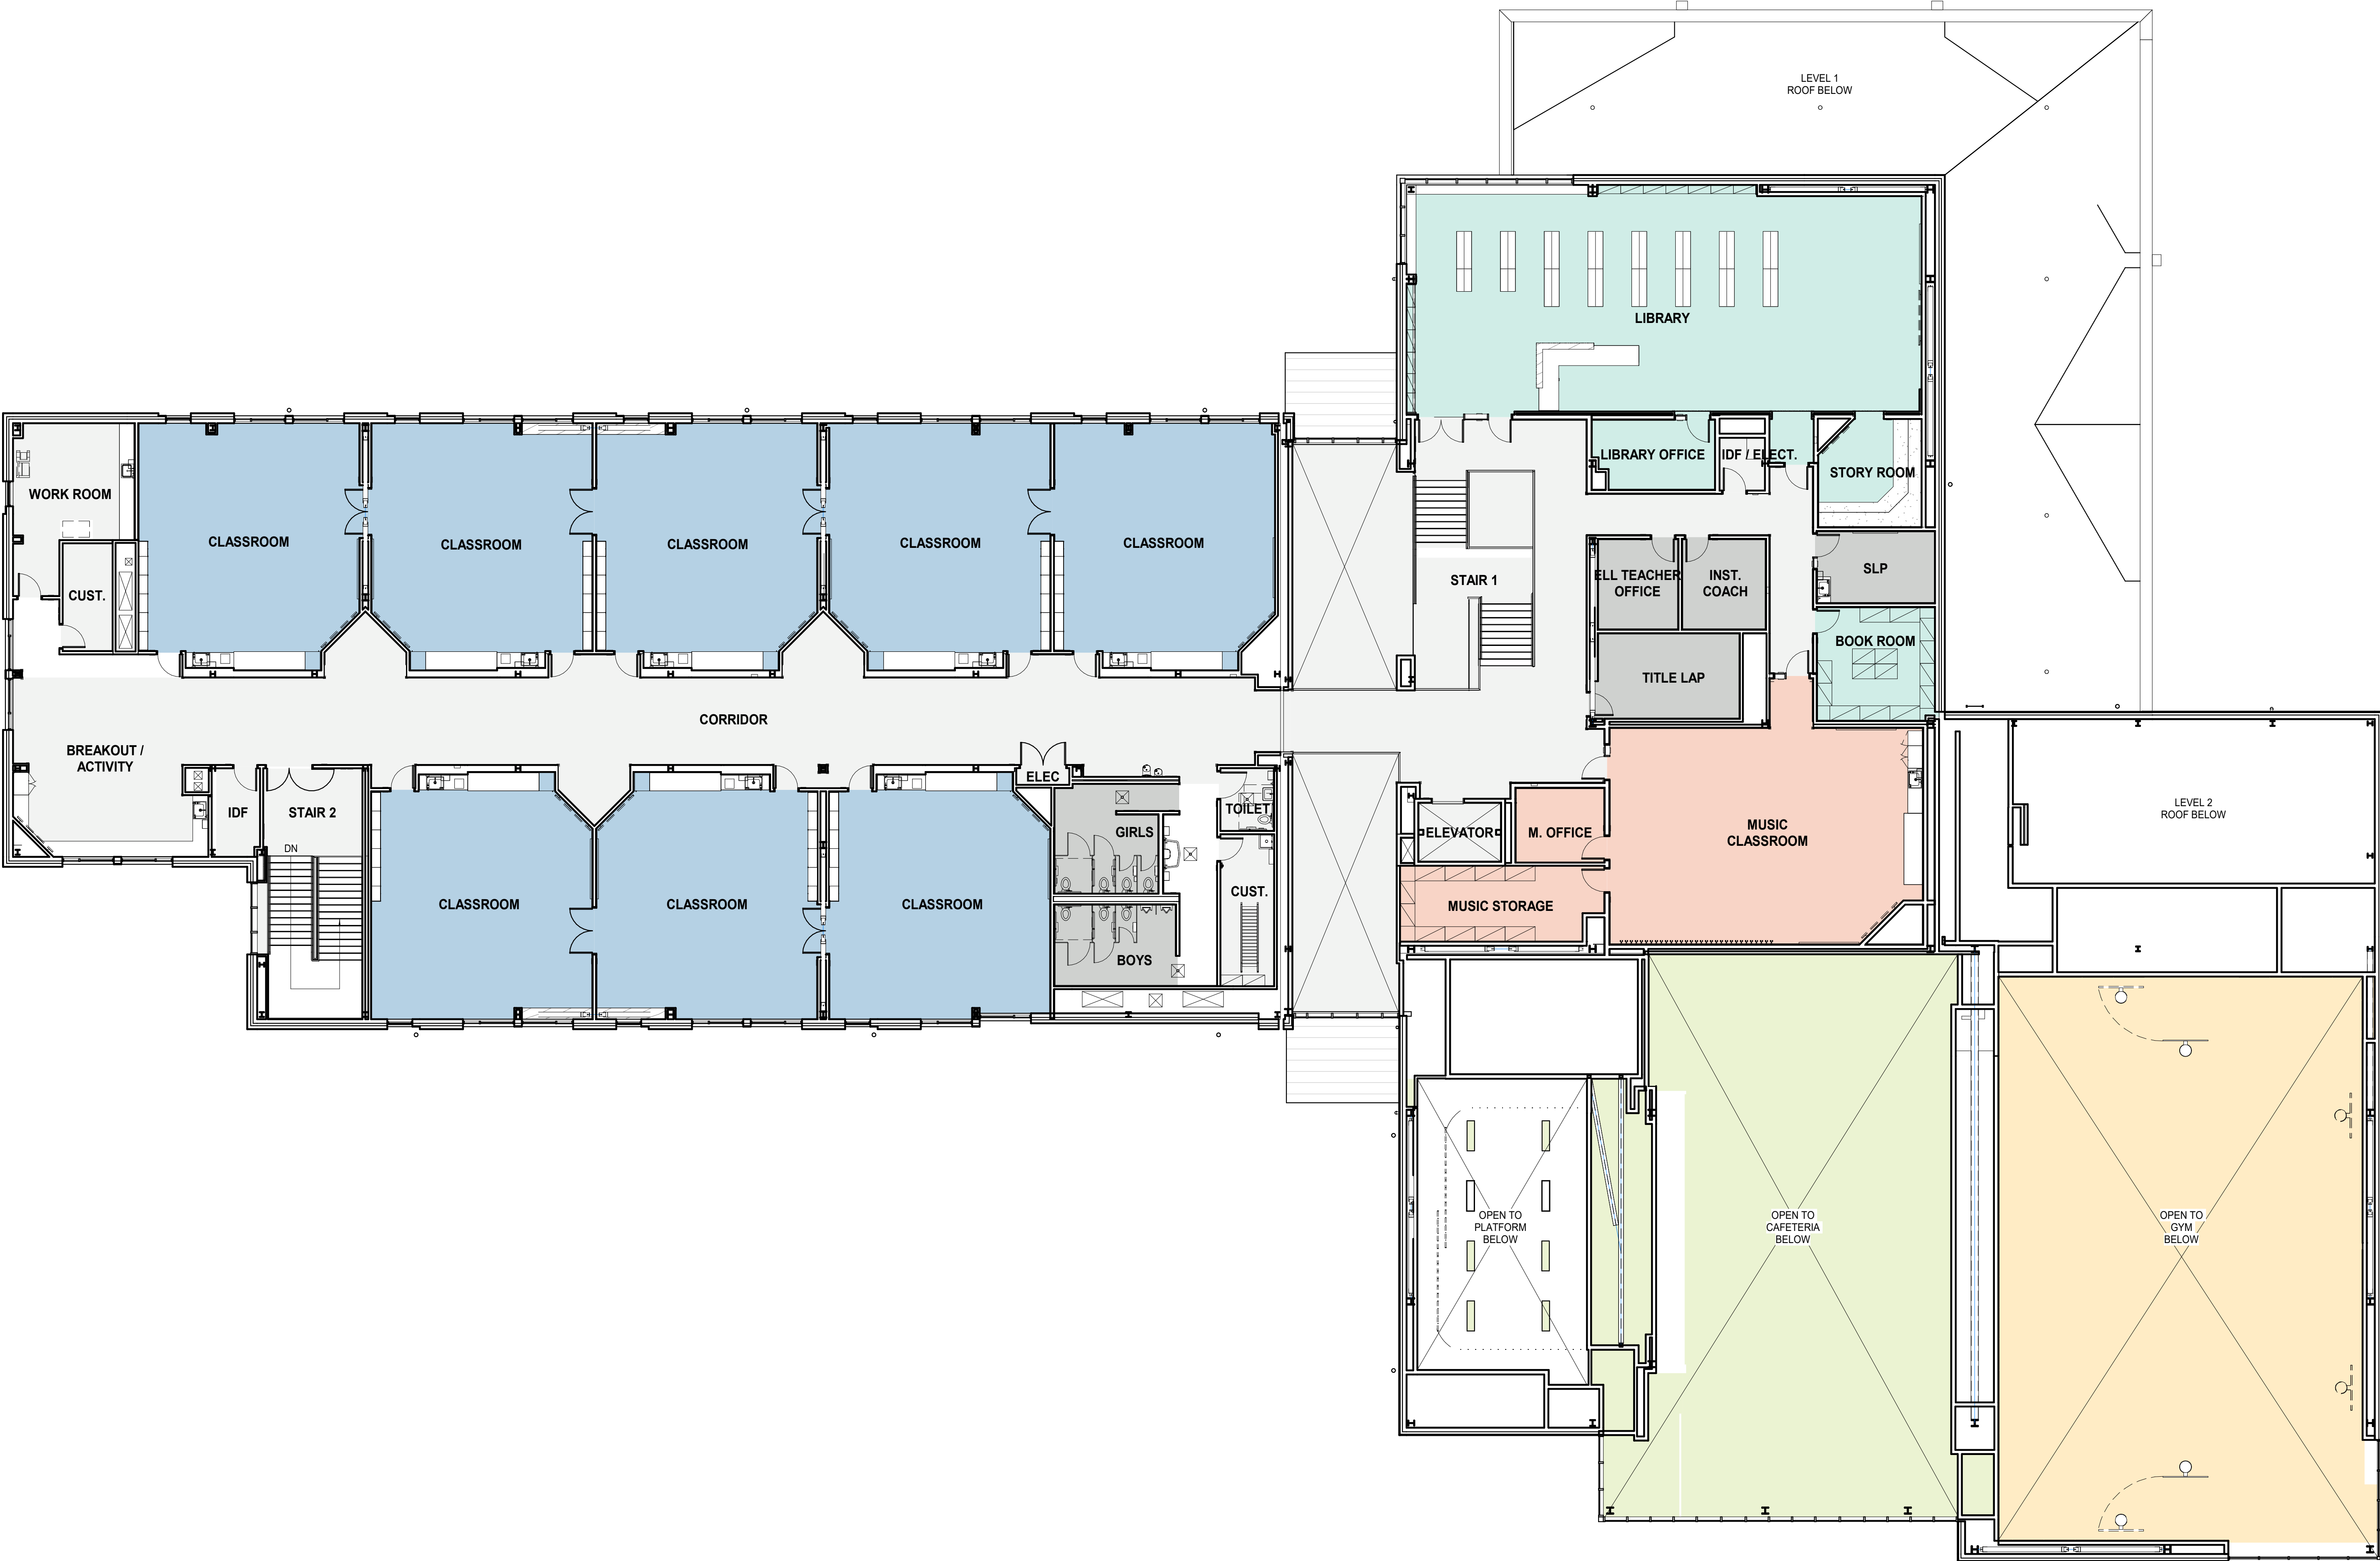 LEVEL 1
ROOF BELOW
LIBRARY
LIBRARY OFFICE
IDF / ELECT.
STORY ROOM
WORK ROOM
CLASSROOM
CLASSROOM
CLASSROOM
CLASSROOM
CLASSROOM
CUST.
STAIR 1
ELL TEACHER
OFFICE
INST.
COACH
SLP
BOOK ROOM
TITLE LAP
CORRIDOR
BREAKOUT /
ACTIVITY
ELEC
IDF
STAIR 2
DN
TOILET
GIRLS
ELEVATOR
M. OFFICE
MUSIC
CLASSROOM
LEVEL 2
ROOF BELOW
CLASSROOM
CLASSROOM
CLASSROOM
CUST.
MUSIC STORAGE
BOYS
OPEN TO
PLATFORM
BELOW
OPEN TO
CAFETERIA
BELOW
OPEN TO
GYM
BELOW